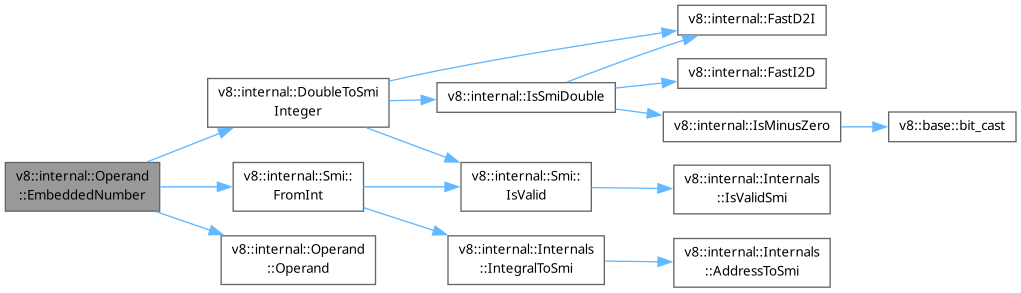 v8::internal::Operand
::EmbeddedNumber
v8::internal::DoubleToSmi
Integer
v8::internal::Smi::
FromInt
v8::internal::Operand
::Operand
v8::internal::IsSmiDouble
v8::internal::Smi::
IsValid
v8::internal::Internals
::IntegralToSmi
v8::internal::FastD2I
v8::internal::FastI2D
v8::internal::IsMinusZero
v8::internal::Internals
::IsValidSmi
v8::internal::Internals
::AddressToSmi
v8::base::bit_cast